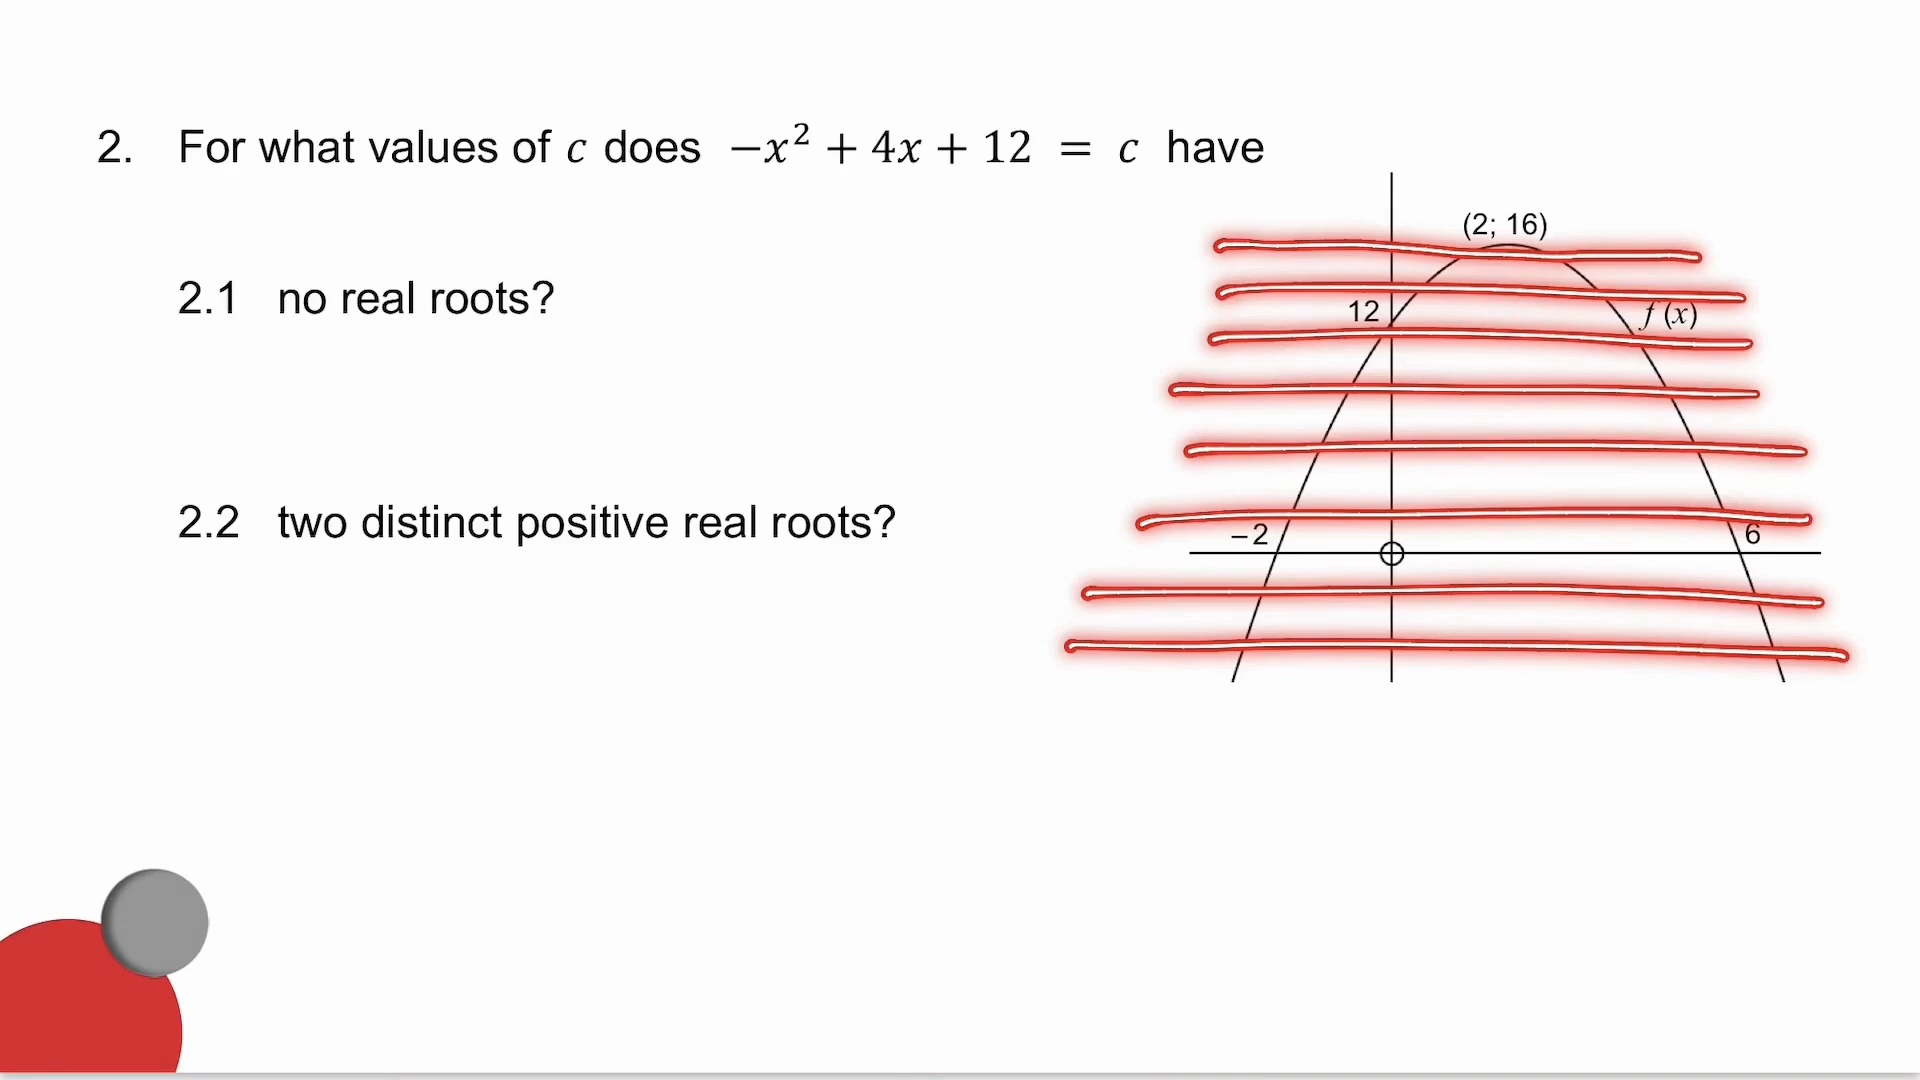 2. For what values of c does −x² + 4x + 12 = c have
(2; 16)
2.1 no real roots?
12
f (x)
2.2 two distinct positive real roots?
−2
6